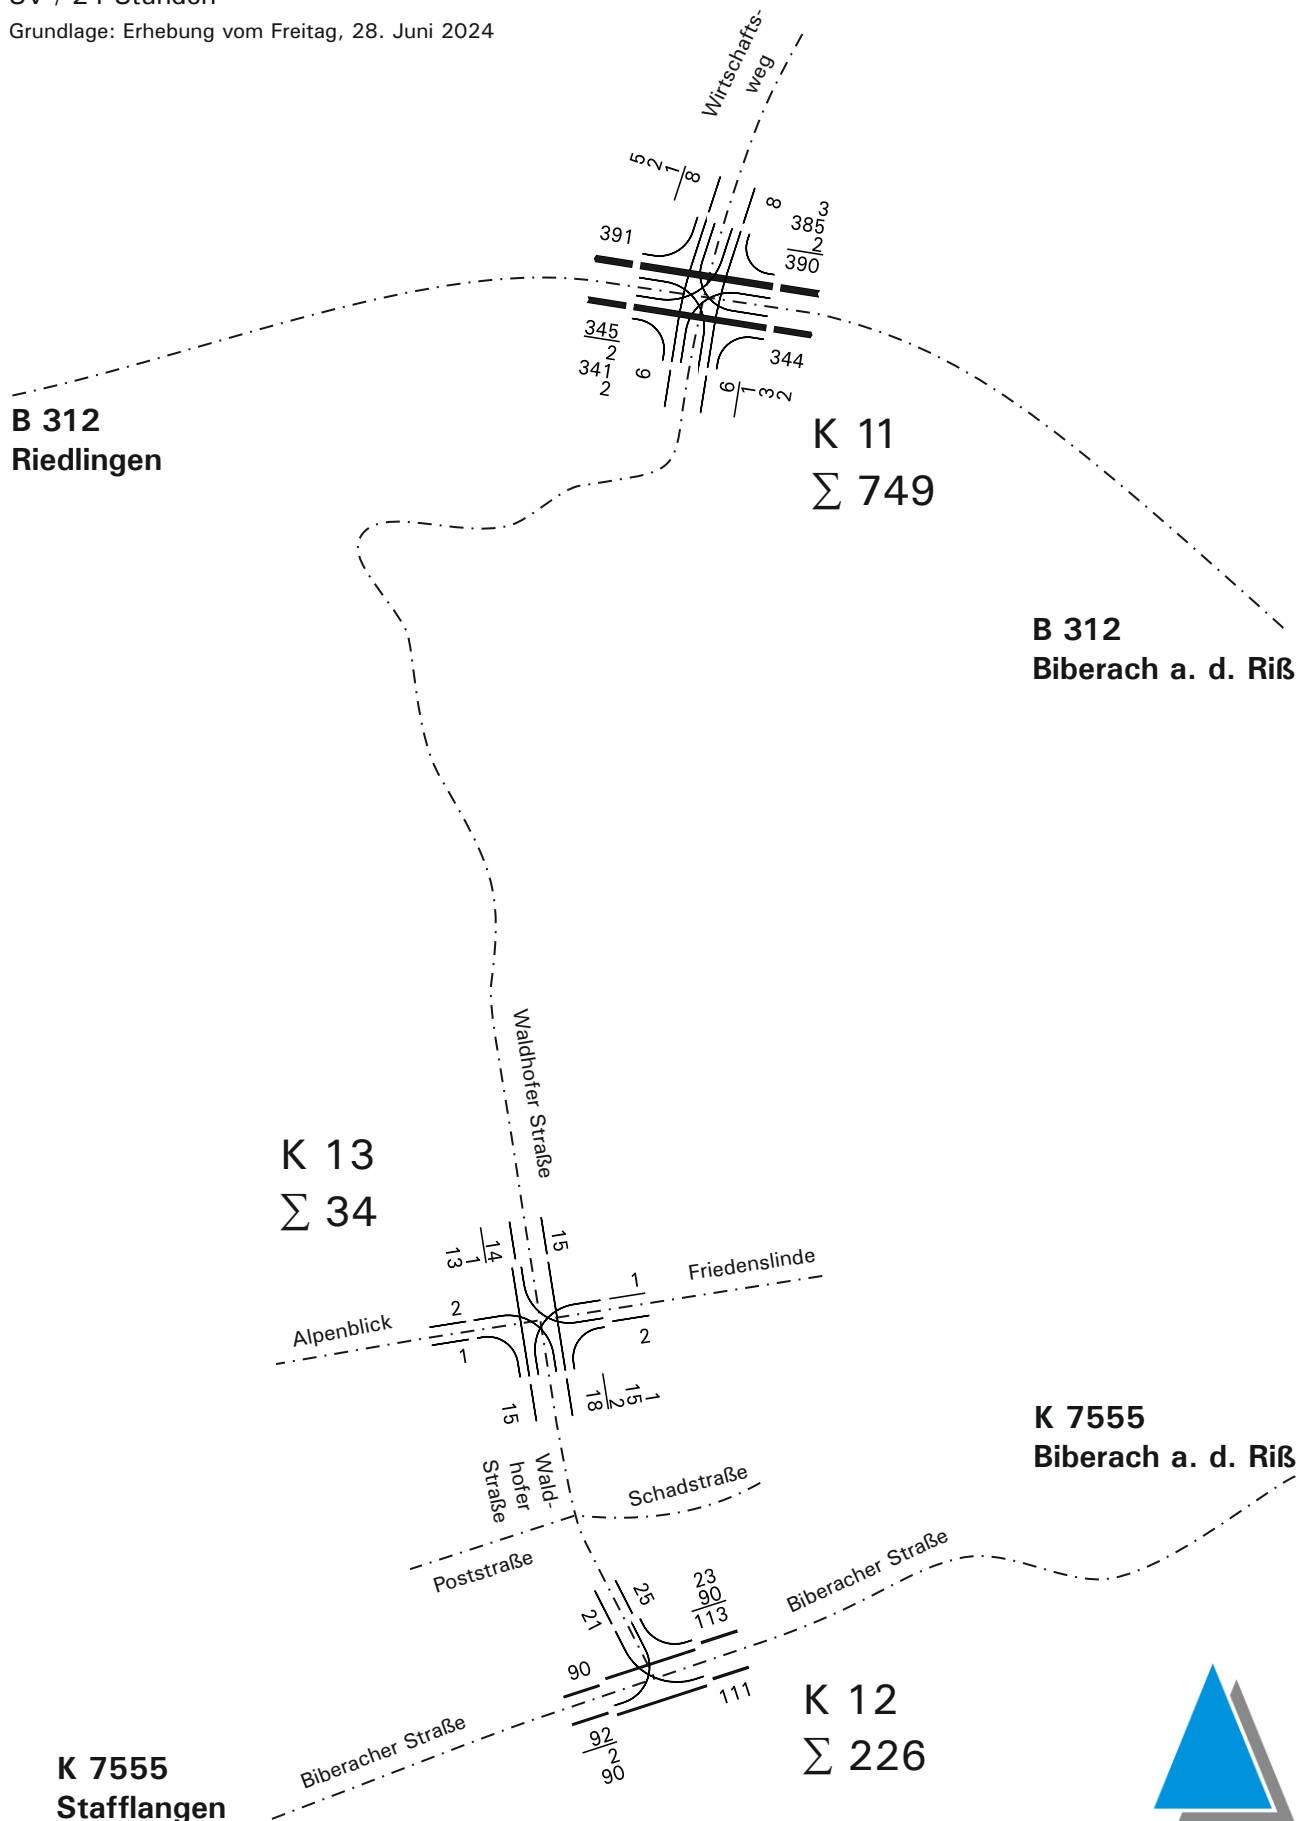 Grundlage: Erhebung vom Freitag, 28. Juni 2024
Wirtschafts-
weg
5
2
1
8
8
3
385
2
390
391
345
2
341
2
6
344
6
1
3
2
B 312
Riedlingen
K 11
∑ 749
B 312
Biberach a. d. Riß
Waldhofer Straße
K 13
∑ 34
13
1
14
15
Friedenslinde
1
2
Alpenblick
2
1
15
18
2
15
1
K 7555
Biberach a. d. Riß
Wald-
hofer
Straße
Schadstraße
Poststraße
Biberacher Straße
25
21
23
90
113
90
111
92
2
90
K 12
∑ 226
Biberacher Straße
K 7555
Stafflangen